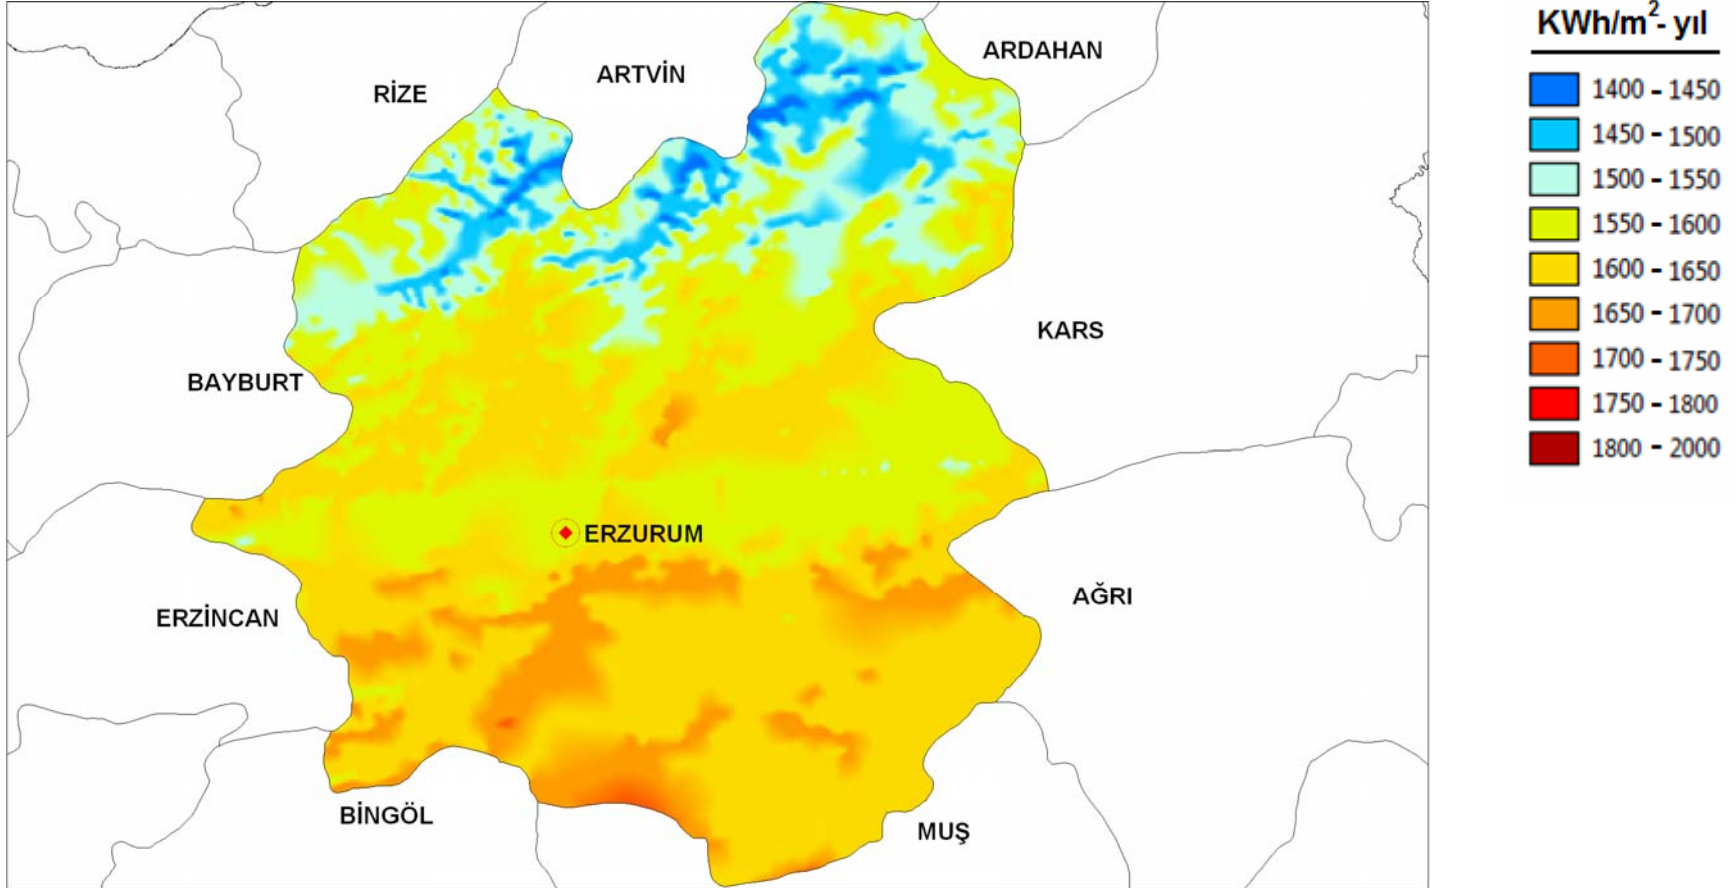 KWh/m²- yıl
ARDAHAN
ARTVİN
RİZE
1400 - 1450
1450 - 1500
1500 - 1550
1550 - 1600
1600 - 1650
1650 - 1700
1700 - 1750
1750 - 1800
1800 - 2000
KARS
BAYBURT
ERZURUM
AĞRI
ERZİNCAN
BİNGÖL
MUŞ